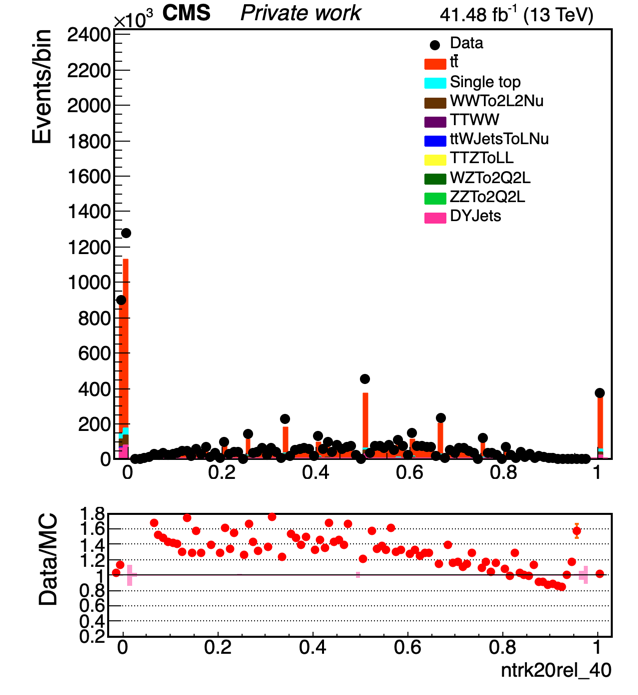 ×10³ CMS Private work 41.48 fb⁻¹ (13 TeV)
Events/bin
2400
2200
2000
1800
1600
1400
1200
1000
800
600
400
200
0
Data
tt̄
Single top
WWTo2L2Nu
TTWW
ttWJetsToLNu
TTZToLL
WZTo2Q2L
ZZTo2Q2L
DYJets
0 0.2 0.4 0.6 0.8 1
Data/MC
1.8
1.6
1.4
1.2
1
0.8
0.6
0.4
0.2
0 0.2 0.4 0.6 0.8 1
ntrk20rel_40